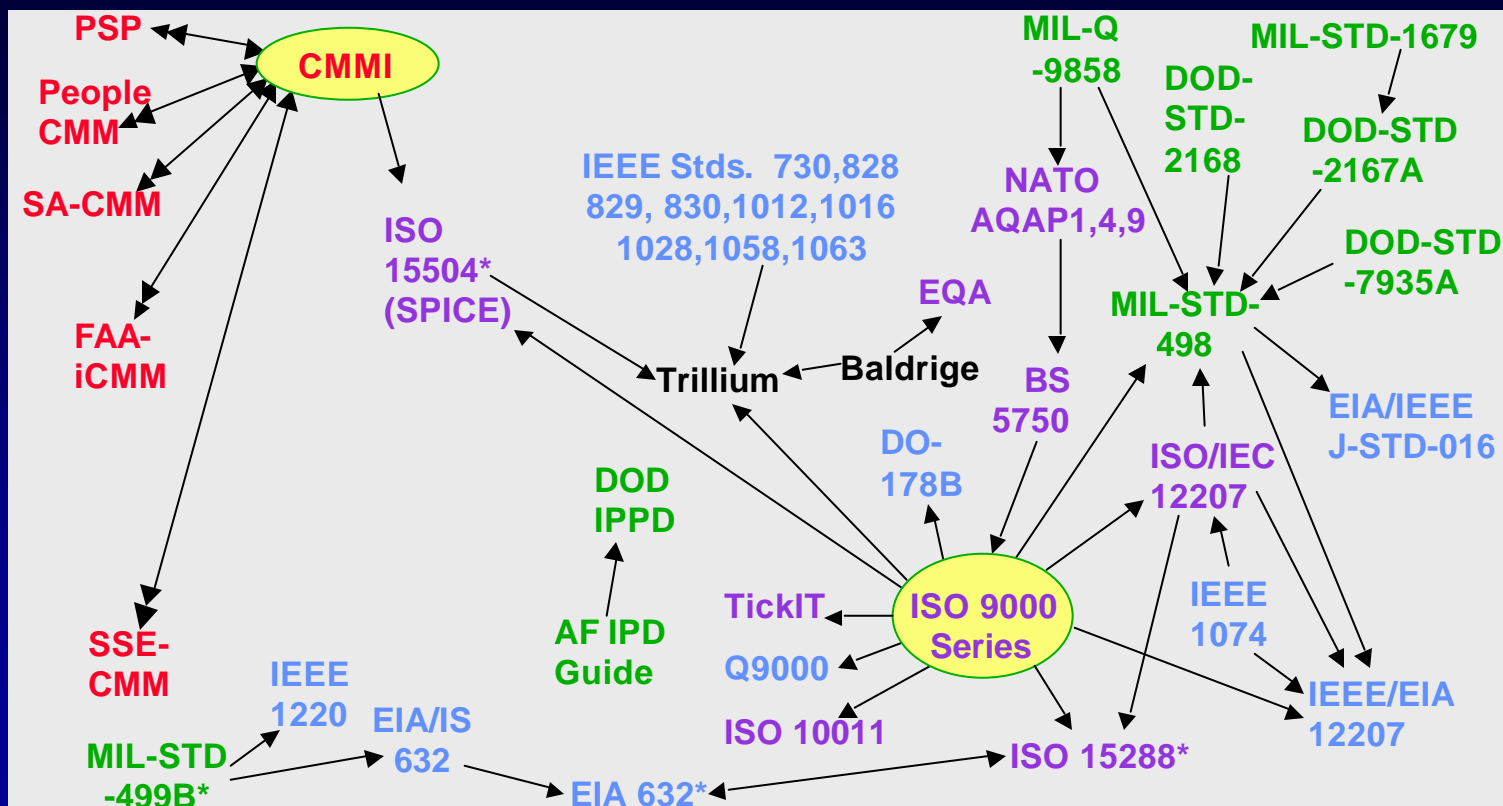 PSP
CMMI
People
CMM
SA-CMM
FAA-
iCMM
SSE-
CMM
MIL-STD
-499B*
IEEE
1220
EIA/IS
632
EIA 632*
ISO
15504*
(SPICE)
IEEE Stds.  730,828
829, 830,1012,1016
1028,1058,1063
EQA
Baldrige
Trillium
DOD
IPPD
AF IPD
Guide
MIL-Q
-9858
NATO
AQAP1,4,9
BS
5750
DO-
178B
ISO 9000
Series
TickIT
Q9000
ISO 10011
ISO 15288*
MIL-STD-1679
DOD-
STD-
2168
DOD-STD
-2167A
DOD-STD
-7935A
MIL-STD-
498
EIA/IEEE
J-STD-016
ISO/IEC
12207
IEEE
1074
IEEE/EIA
12207